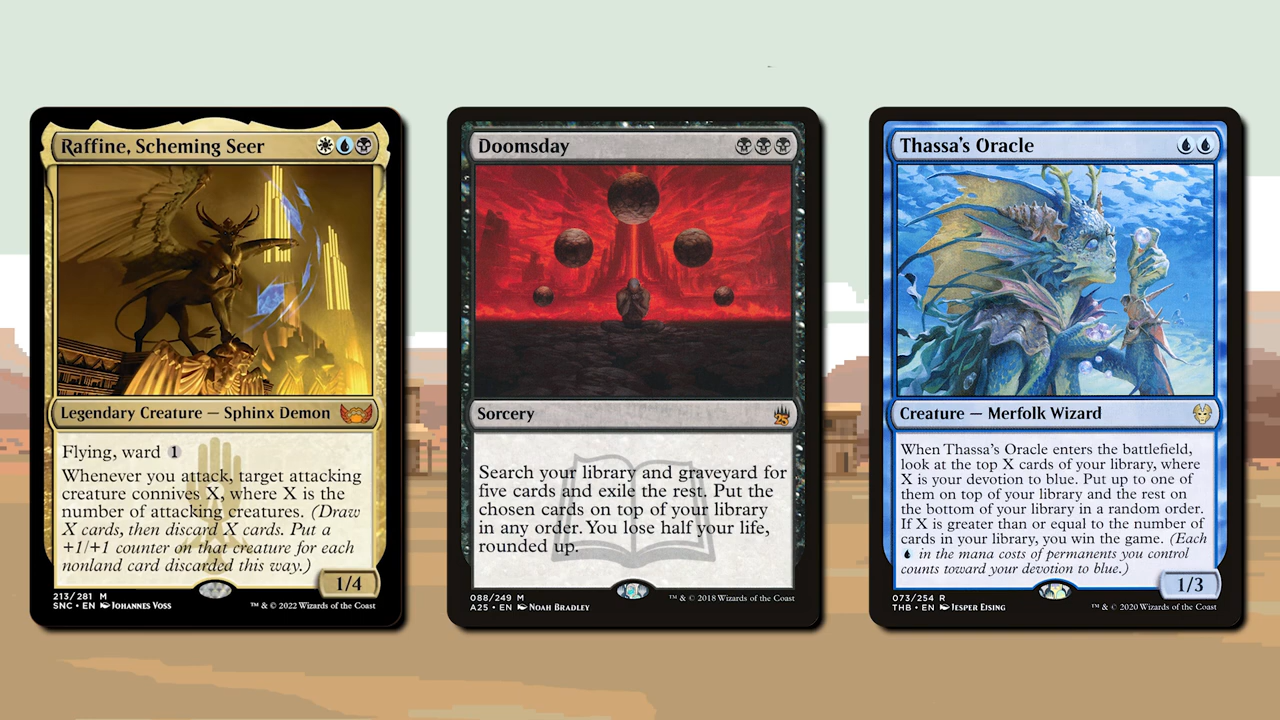 Raffine, Scheming Seer
Legendary Creature — Sphinx Demon
Flying, ward 1
Whenever you attack, target attacking
creature connives X, where X is the
number of attacking creatures. (Draw
X cards, then discard X cards. Put a
+1/+1 counter on that creature for each
nonland card discarded this way.)
1/4
213/281 M
SNC • EN Johannes Voss
™ & © 2022 Wizards of the Coast
Doomsday
Sorcery
25
Search your library and graveyard for
five cards and exile the rest. Put the
chosen cards on top of your library
in any order. You lose half your life,
rounded up.
088/249 M
A25 • EN Noah Bradley
™ & © 2018 Wizards of the Coast
Thassa's Oracle
Creature — Merfolk Wizard
When Thassa's Oracle enters the battlefield,
look at the top X cards of your library, where
X is your devotion to blue. Put up to one of
them on top of your library and the rest on
the bottom of your library in a random order.
If X is greater than or equal to the number of
cards in your library, you win the game. (Each
in the mana costs of permanents you control
counts toward your devotion to blue.)
1/3
073/254 R
THB • EN Jesper Eising
™ & © 2020 Wizards of the Coast